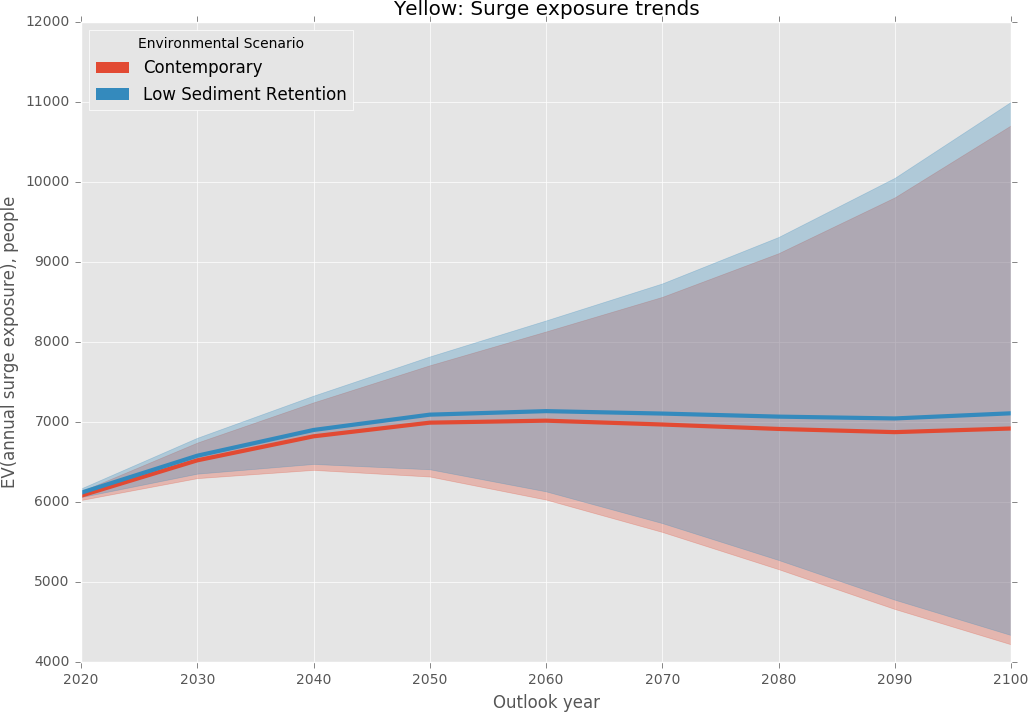 Yellow: Surge exposure trends
12000
11000
10000
9000
8000
7000
6000
5000
4000
EV(annual surge exposure), people
Environmental Scenario
Contemporary
Low Sediment Retention
2020 2030 2040 2050 2060 2070 2080 2090 2100
Outlook year